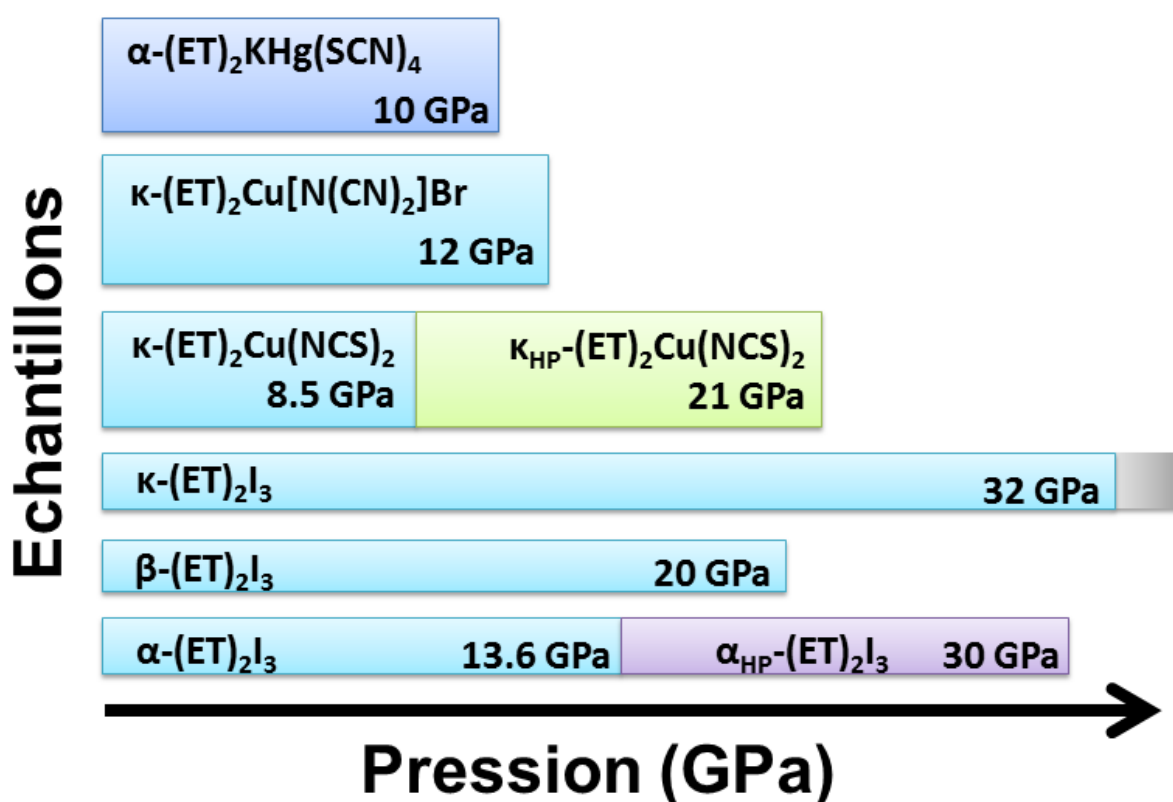 Echantillons
α-(ET)₂KHg(SCN)₄
10 GPa
κ-(ET)₂Cu[N(CN)₂]Br
12 GPa
κ-(ET)₂Cu(NCS)₂
8.5 GPa
κ_HP-(ET)₂Cu(NCS)₂
21 GPa
κ-(ET)₂I₃ 32 GPa
β-(ET)₂I₃ 20 GPa
α-(ET)₂I₃ 13.6 GPa α_HP-(ET)₂I₃ 30 GPa
Pression (GPa)